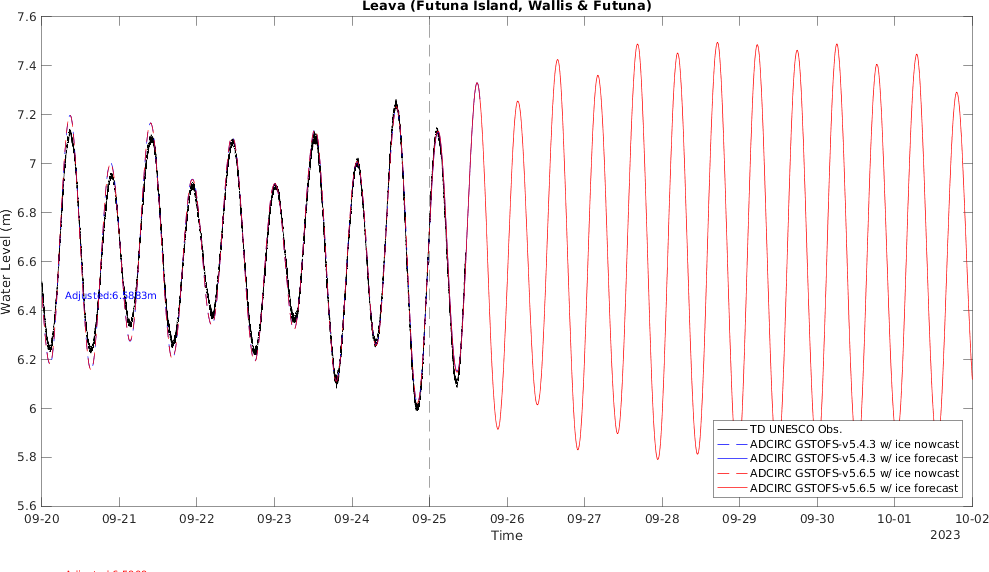 Leava (Futuna Island, Wallis & Futuna)
7.6
7.4
7.2
7
6.8
6.6
6.4
6.2
6
5.8
5.6
Water Level (m)
Adjusted:6.5883m
TD UNESCO Obs.
ADCIRC GSTOFS-v5.4.3 w/ ice nowcast
ADCIRC GSTOFS-v5.4.3 w/ ice forecast
ADCIRC GSTOFS-v5.6.5 w/ ice nowcast
ADCIRC GSTOFS-v5.6.5 w/ ice forecast
09-20 09-21 09-22 09-23 09-24 09-25 09-26 09-27 09-28 09-29 09-30 10-01 10-02
Time
2023